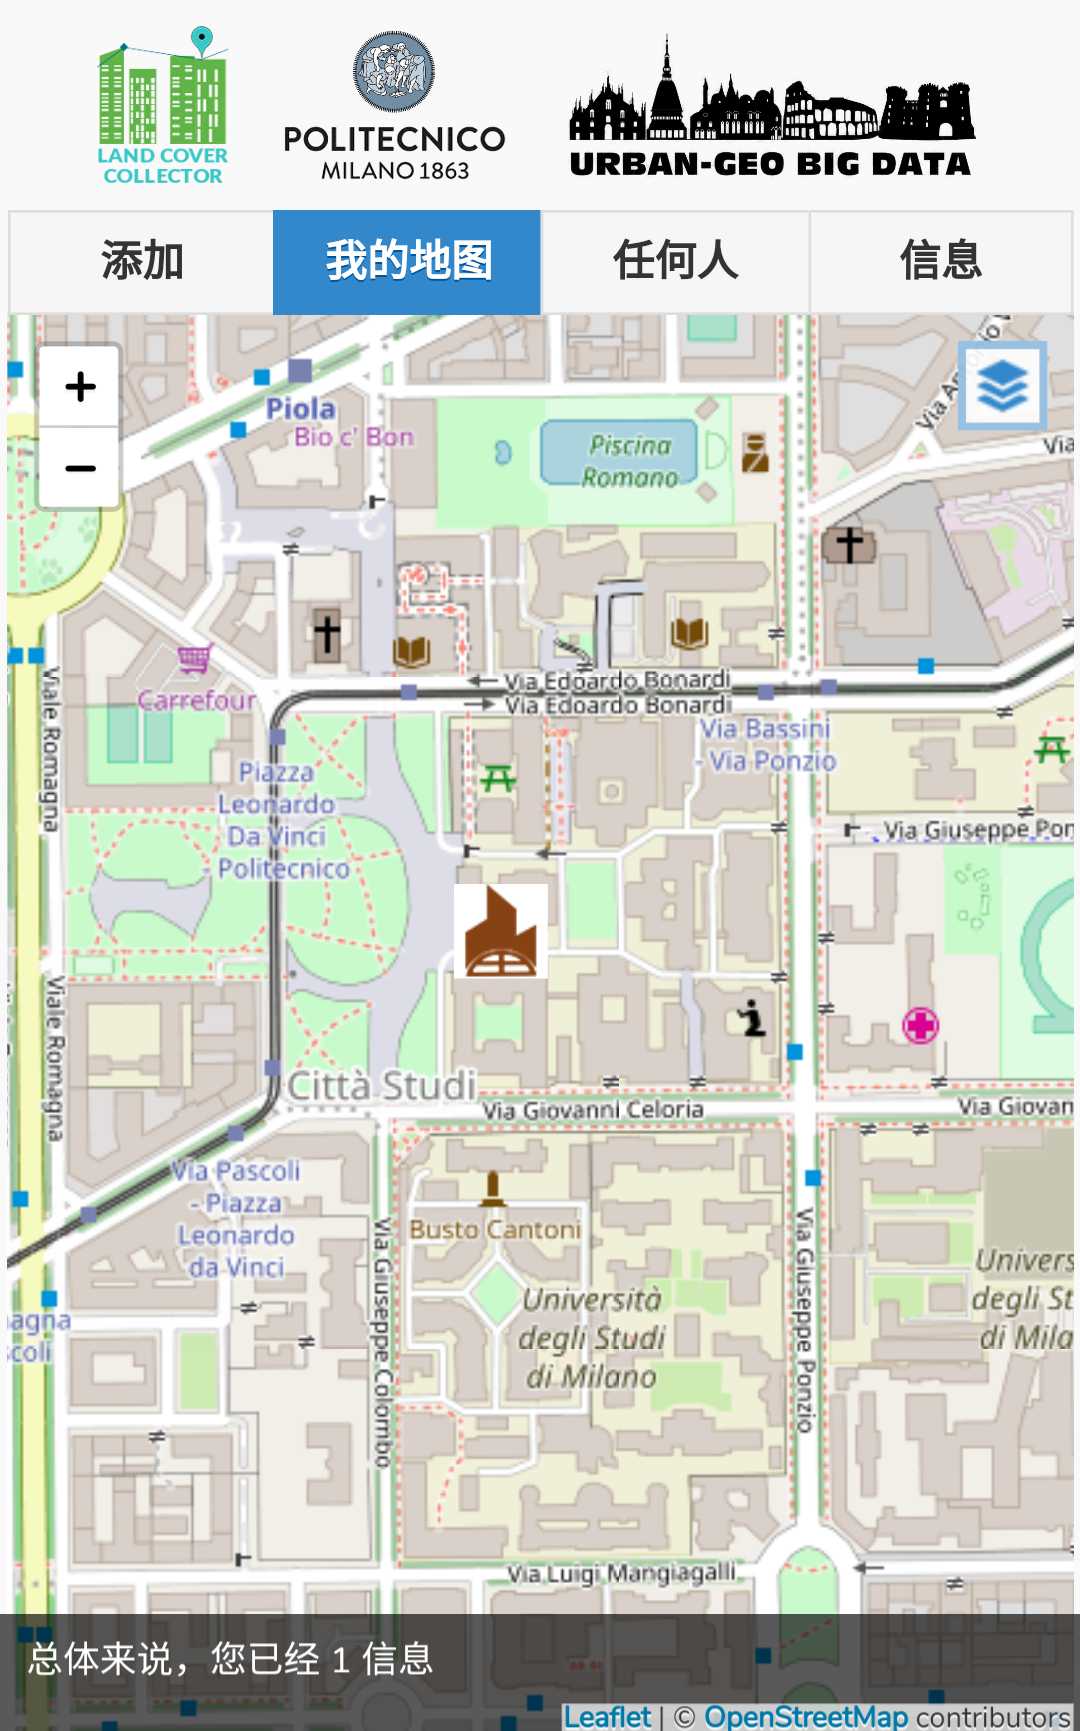 LAND COVER
COLLECTOR
POLITECNICO
MILANO 1863
URBAN-GEO BIG DATA
添加
我的地图
任何人
信息
+
−
Piola
Bio c' Bon
Piscina
Romano
Via
Carrefour
Via Edoardo Bonardi
Via Edoardo Bonardi
Via Bassini
- Via Ponzio
Viale Romagna
Piazza
Leonardo
Da Vinci
- Politecnico
Via Giuseppe Pon
Viale Romagna
Città Studi
Via Giovanni Celoria
Via Giovan
Via Pascoli
- Piazza
Leonardo
da Vinci
Busto Cantoni
Via Giuseppe Colombo
Via Giuseppe Ponzio
Università
degli Studi
di Milano
Univers
degli St
di Mila
agna
coli
Via Luigi Mangiagalli
总体来说，您已经 1 信息
Leaflet | © OpenStreetMap contributors